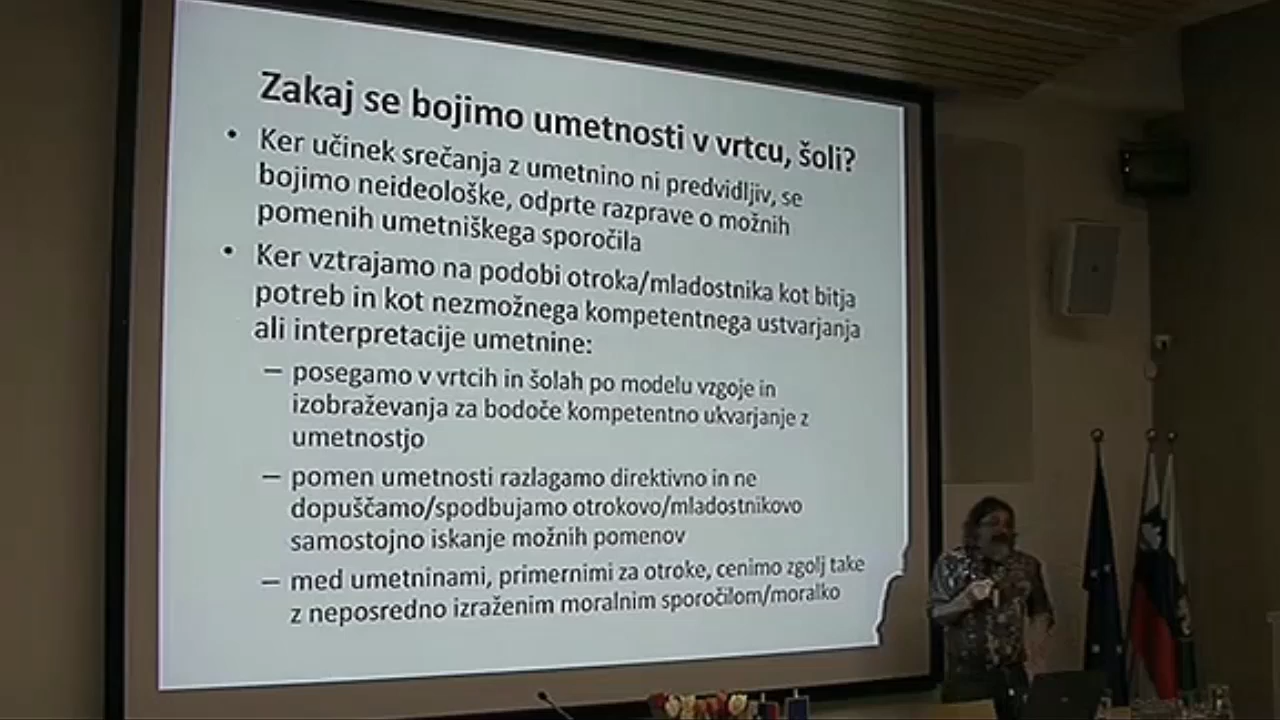 Zakaj se bojimo umetnosti v vrtcu, šoli?
• Ker učinek srečanja z umetnino ni predvidljiv, se
bojimo neideološke, odprte razprave o možnih
pomenih umetniškega sporočila
• Ker vztrajamo na podobi otroka/mladostnika kot bitja
potreb in kot nezmožnega kompetentnega ustvarjanja
ali interpretacije umetnine:
– posegamo v vrtcih in šolah po modelu vzgoje in
izobraževanja za bodoče kompetentno ukvarjanje z
umetnostjo
– pomen umetnosti razlagamo direktivno in ne
dopuščamo/spodbujamo otrokovo/mladostnikovo
samostojno iskanje možnih pomenov
– med umetninami, primernimi za otroke, cenimo zgolj take
z neposredno izraženim moralnim sporočilom/moralko